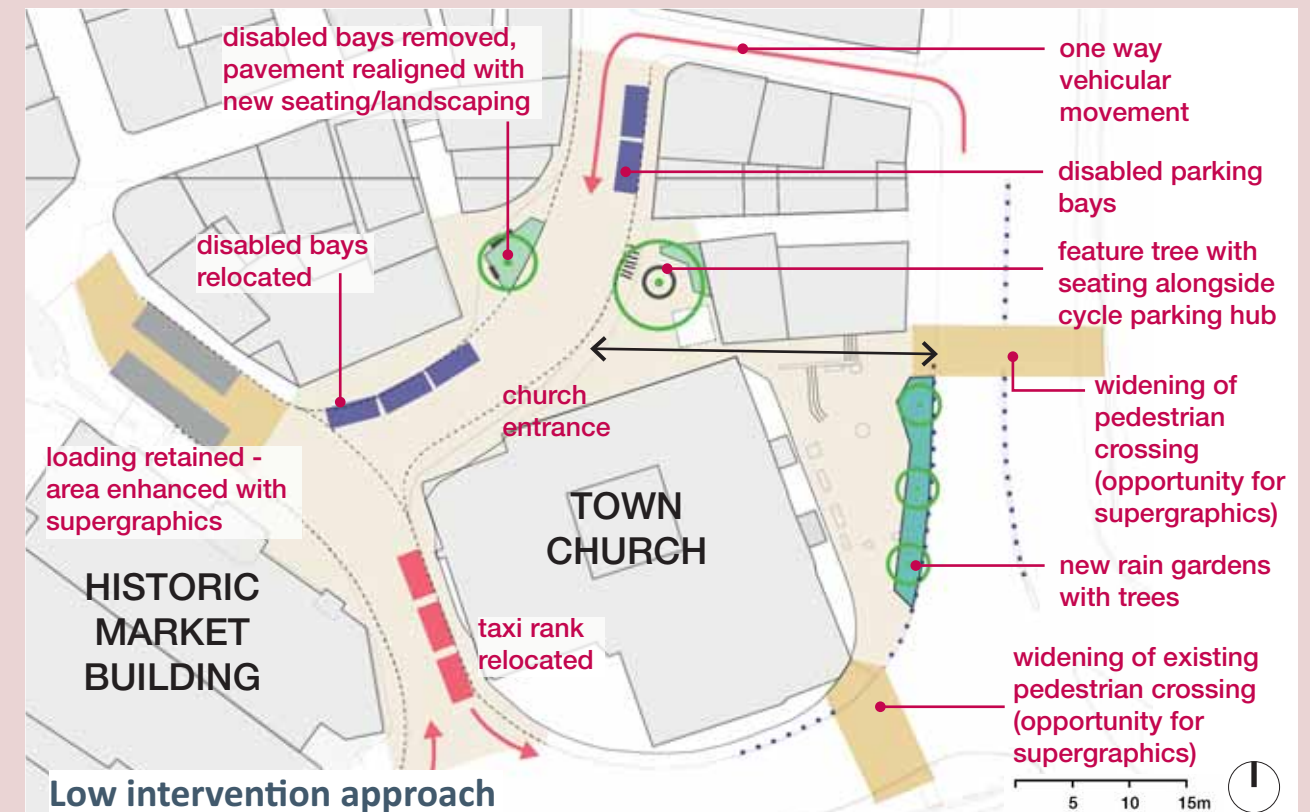 disabled bays removed,
pavement realigned with
new seating/landscaping
one way
vehicular
movement
disabled parking
bays
disabled bays
relocated
feature tree with
seating alongside
cycle parking hub
church
entrance
widening of
pedestrian
crossing
(opportunity for
supergraphics)
loading retained -
area enhanced with
supergraphics
TOWN
CHURCH
HISTORIC
MARKET
BUILDING
new rain gardens
with trees
taxi rank
relocated
widening of existing
pedestrian crossing
(opportunity for
supergraphics)
Low intervention approach
5 10 15m